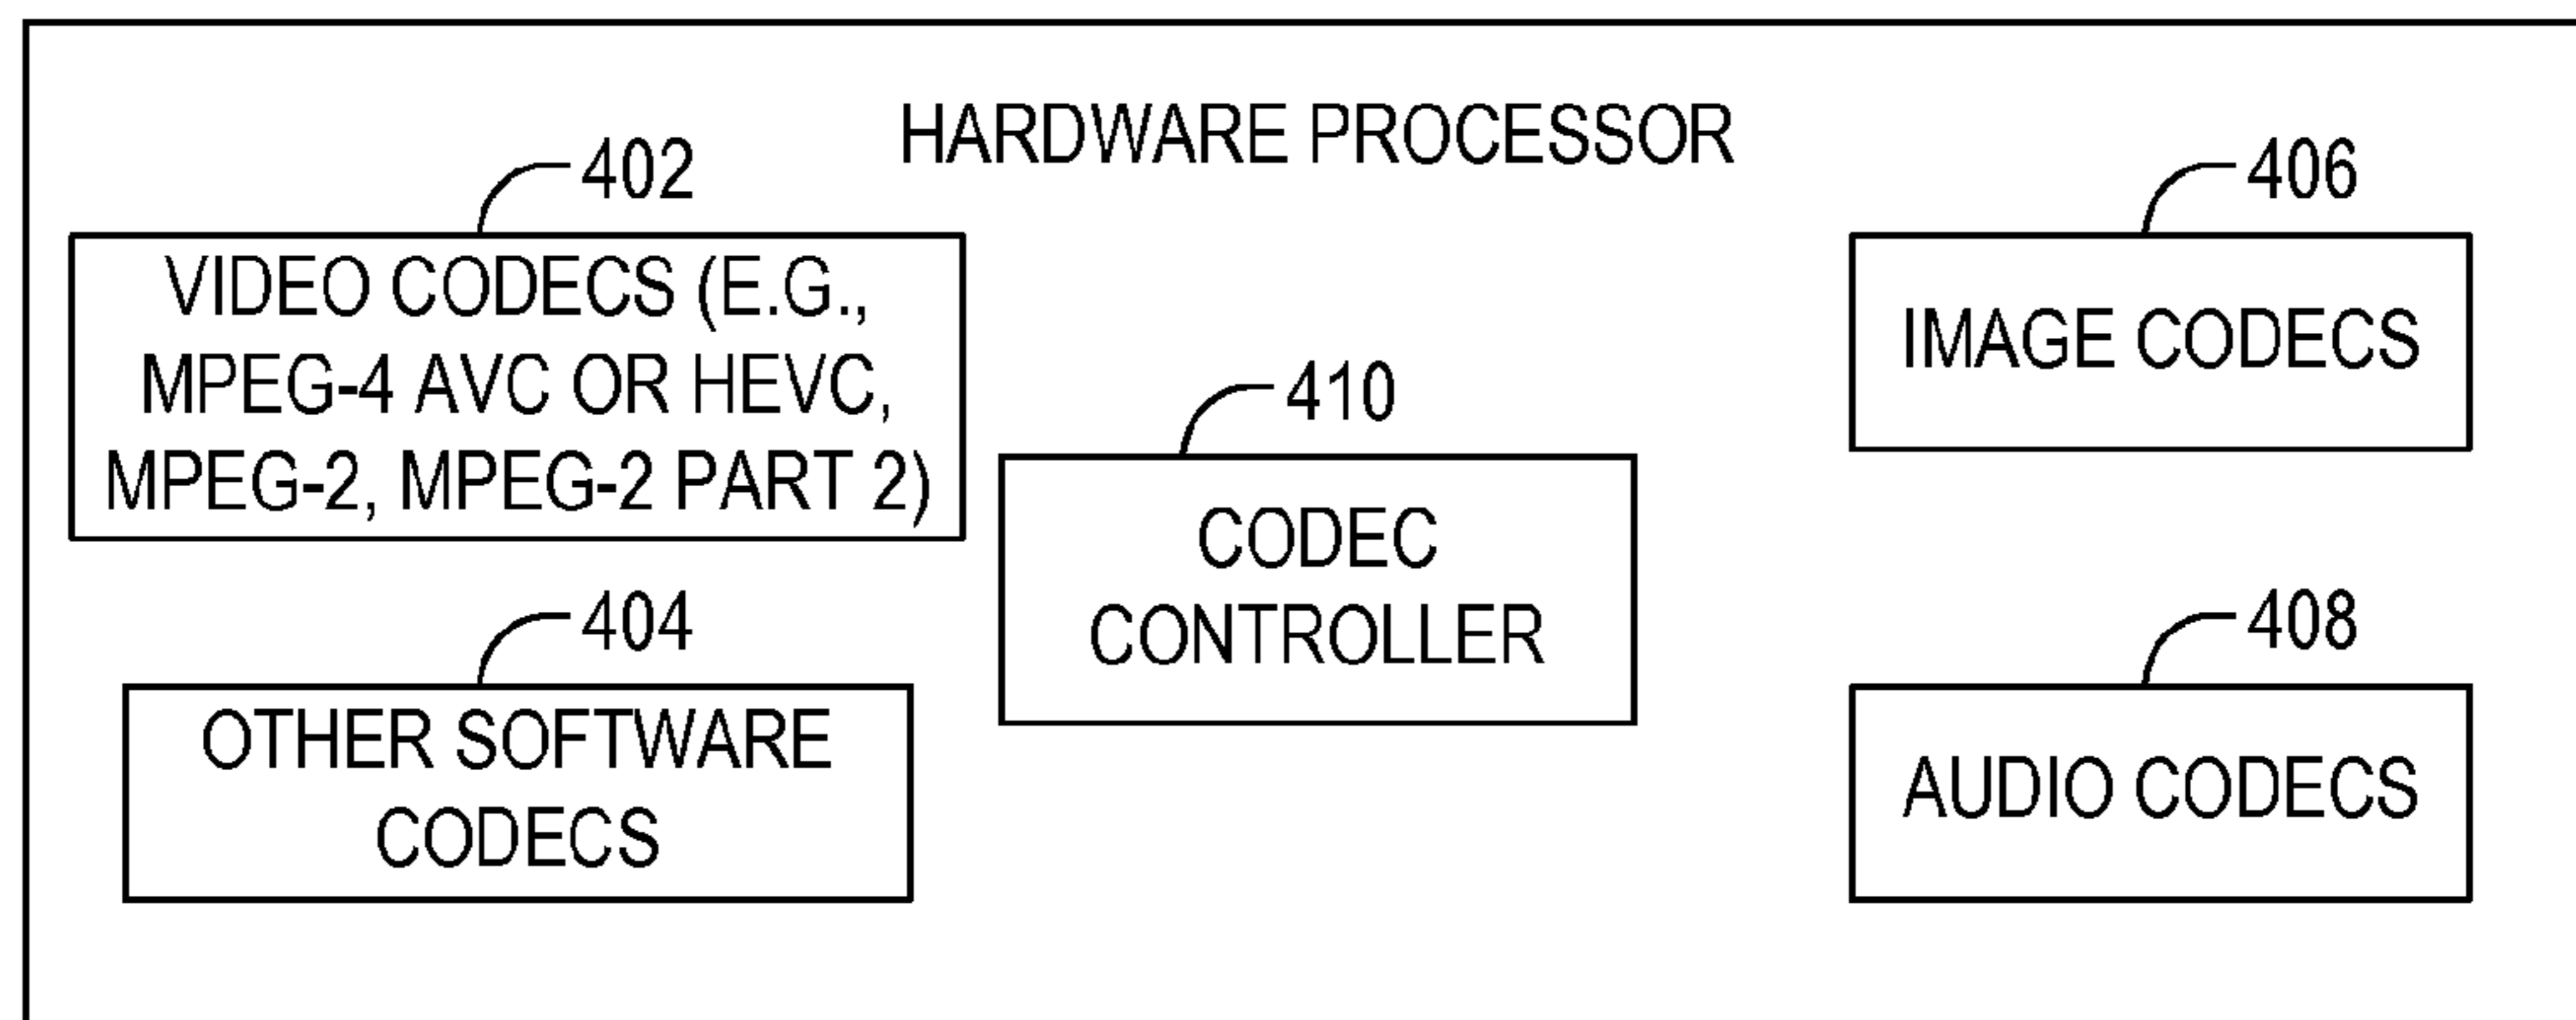 HARDWARE PROCESSOR
402
VIDEO CODECS (E.G.,
MPEG-4 AVC OR HEVC,
MPEG-2, MPEG-2 PART 2)
404
OTHER SOFTWARE
CODECS
410
CODEC
CONTROLLER
406
IMAGE CODECS
408
AUDIO CODECS